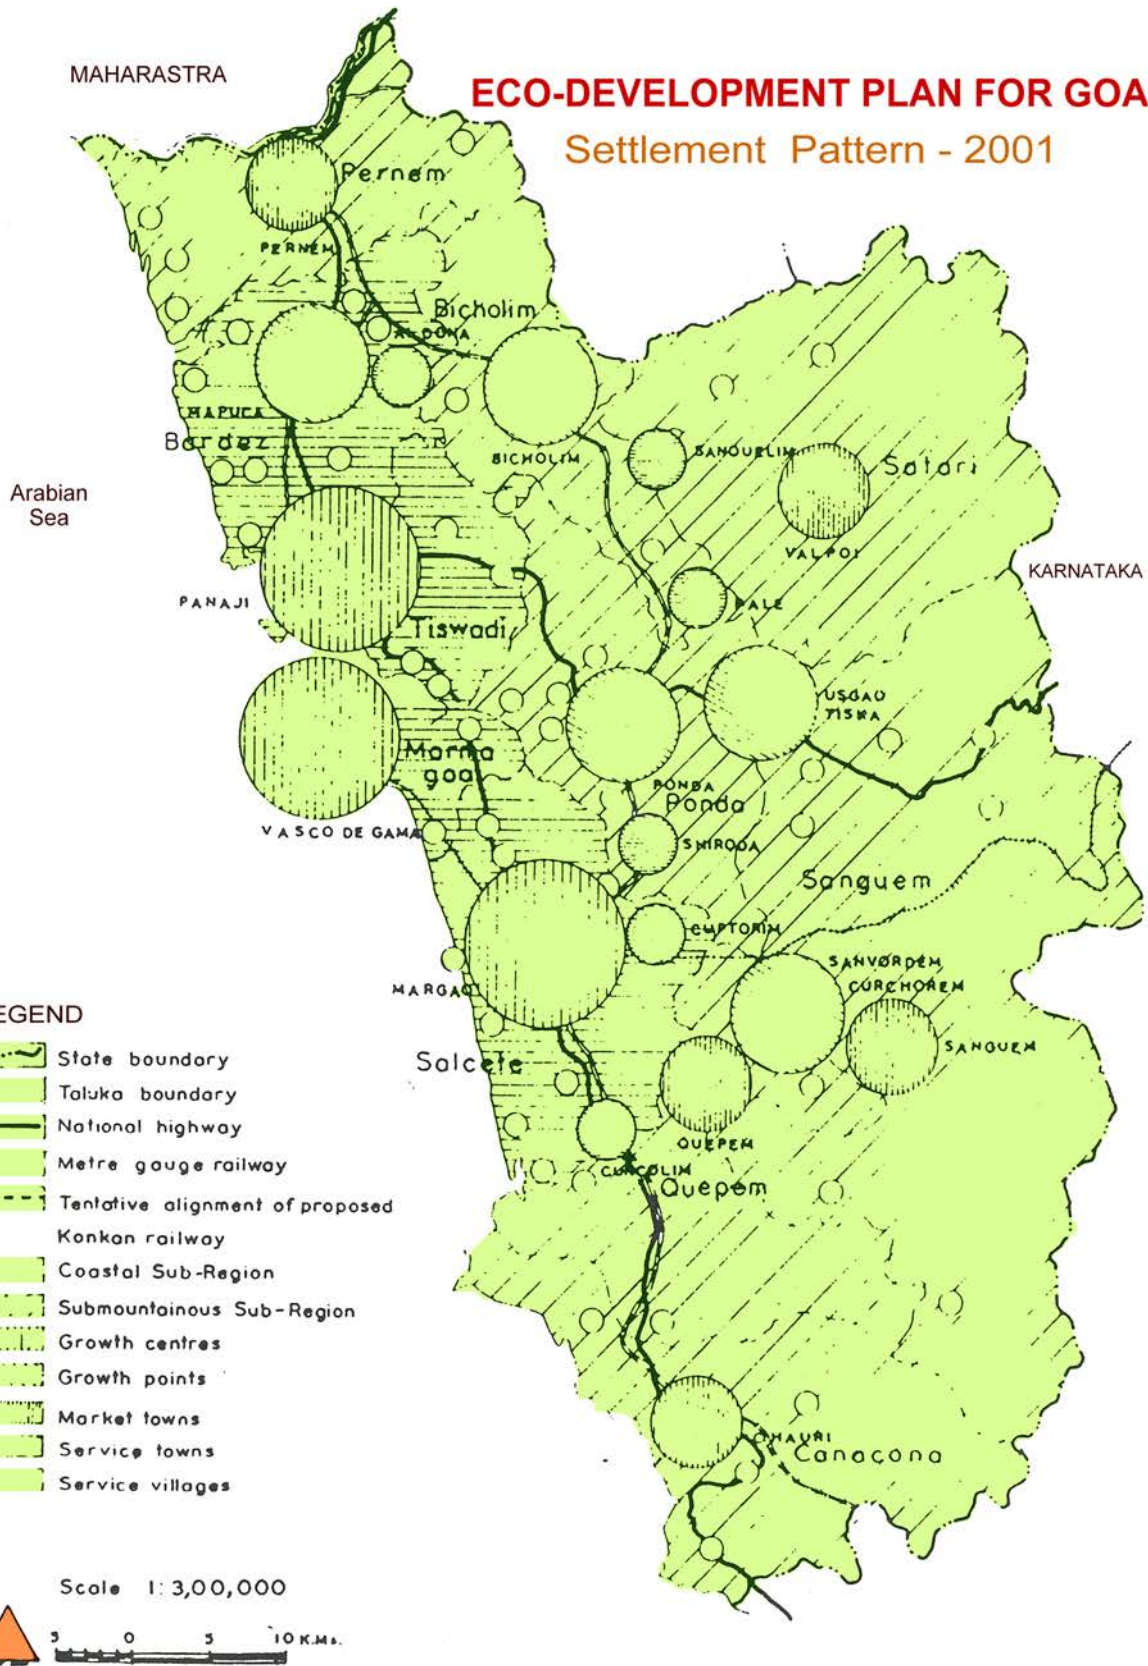 MAHARASTRA
ECO-DEVELOPMENT PLAN FOR GOA
Settlement Pattern - 2001
Pernem
PERNEM
Bicholim
ALDONA
MAPUCA
Bardez
BICHOLIM
SANQUELIM
Satari
VALPOI
Arabian
Sea
KARNATAKA
PANAJI
PALE
Tiswadi
USGAO
TISKA
Morma
goa
PONDA
Ponda
VASCO DE GAMA
SHIRODA
Sanguem
CURTORIM
SANVORDEM
CURCHOREM
MARGAO
SANGUEM
Salcete
QUEPEM
CUNCOLIM
Quepem
CHAURI
Canacona
EGEND
State boundary
Taluka boundary
National highway
Metre gauge railway
Tentative alignment of proposed
Konkan railway
Coastal Sub-Region
Submountainous Sub-Region
Growth centres
Growth points
Market towns
Service towns
Service villages
Scale 1:3,00,000
5 0 5 10 K.Ms.